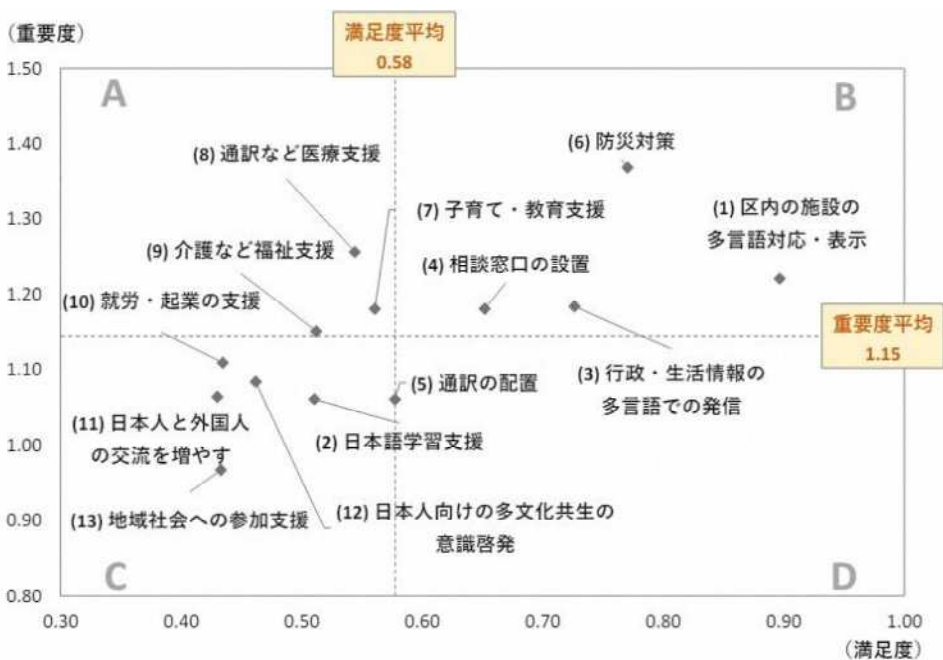 （重要度）
満足度平均
0.58
1.50
A
B
1.40
(6) 防災対策
(8) 通訳など医療支援
1.30
(7) 子育て・教育支援
(1) 区内の施設の
多言語対応・表示
(9) 介護など福祉支援
(4) 相談窓口の設置
1.20
(10) 就労・起業の支援
重要度平均
1.15
1.10
(5) 通訳の配置
(3) 行政・生活情報の
多言語での発信
(11) 日本人と外国人
の交流を増やす
(2) 日本語学習支援
1.00
(13) 地域社会への参加支援
(12) 日本人向けの多文化共生の
意識啓発
0.90
C
D
0.80
0.30 0.40 0.50 0.60 0.70 0.80 0.90 1.00
（満足度）